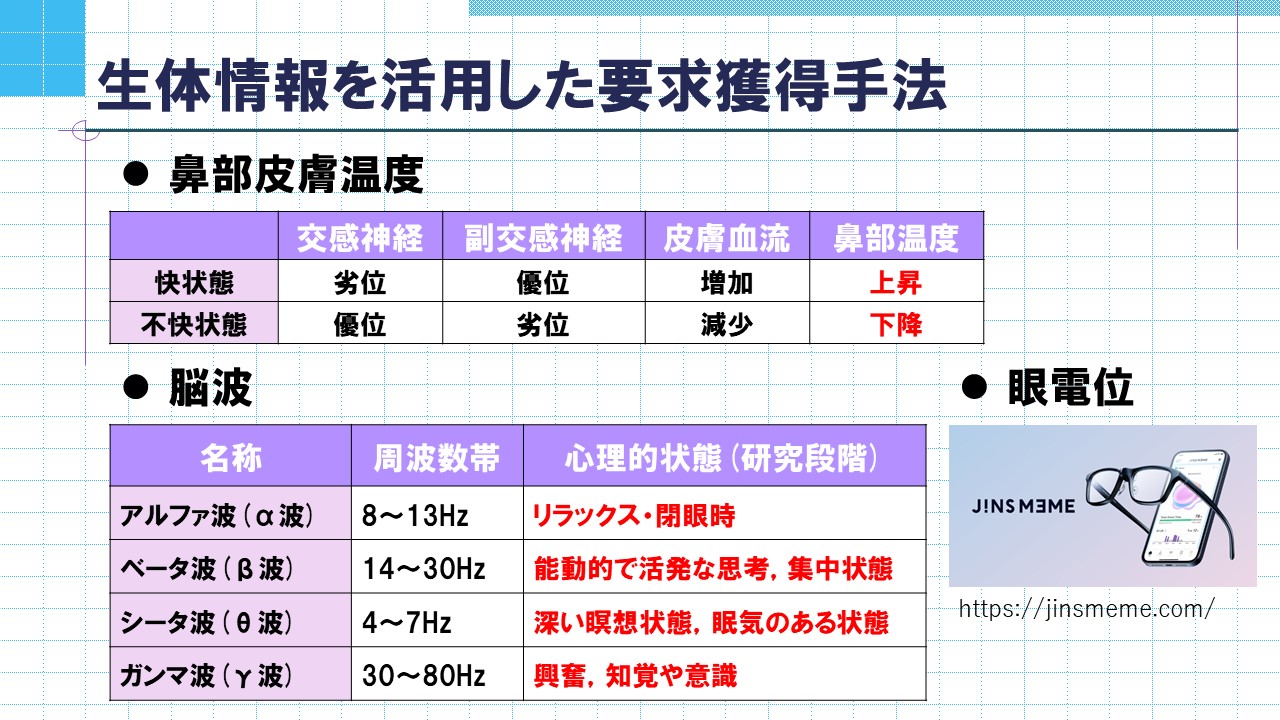 生体情報を活用した要求獲得手法
● 鼻部皮膚温度
交感神経 副交感神経 皮膚血流 鼻部温度
快状態 劣位 優位 増加 上昇
不快状態 優位 劣位 減少 下降
● 脳波
名称 周波数帯 心理的状態(研究段階)
アルファ波(α波) 8～13Hz リラックス・閉眼時
ベータ波(β波) 14～30Hz 能動的で活発な思考, 集中状態
シータ波(θ波) 4～7Hz 深い瞑想状態, 眠気のある状態
ガンマ波(γ波) 30～80Hz 興奮, 知覚や意識
● 眼電位
J!NS MƎME
https://jinsmeme.com/